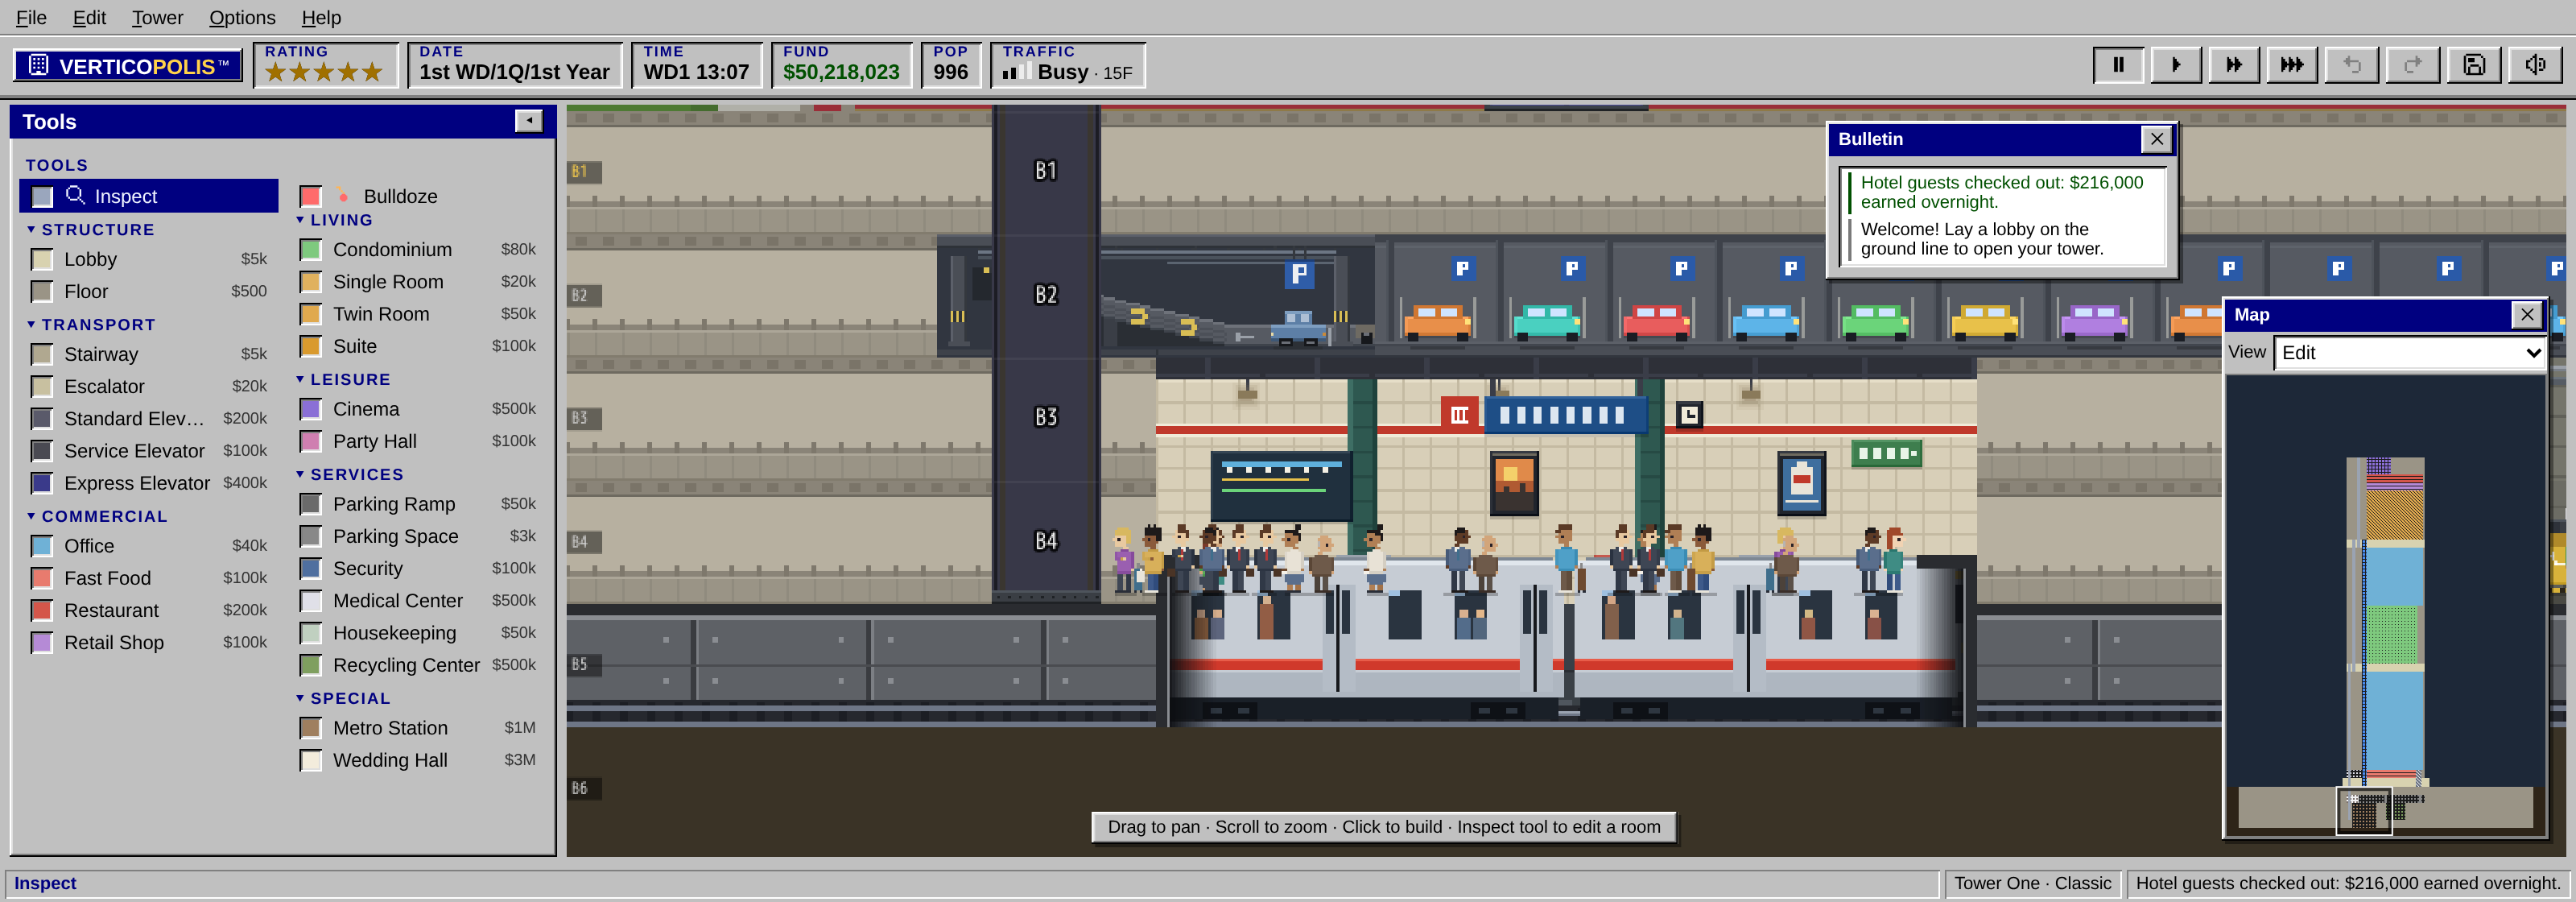 File Edit Tower Options Help
VERTICOPOLIS™
RATING
★★★★★
DATE
1st WD/1Q/1st Year
TIME
WD1 13:07
FUND
$50,218,023
POP
996
TRAFFIC
Busy · 15F
Tools
TOOLS
Inspect
Bulldoze
STRUCTURE
Lobby $5k
Floor $500
TRANSPORT
Stairway $5k
Escalator $20k
Standard Elev… $200k
Service Elevator $100k
Express Elevator $400k
COMMERCIAL
Office $40k
Fast Food $100k
Restaurant $200k
Retail Shop $100k
LIVING
Condominium $80k
Single Room $20k
Twin Room $50k
Suite $100k
LEISURE
Cinema $500k
Party Hall $100k
SERVICES
Parking Ramp $50k
Parking Space $3k
Security $100k
Medical Center $500k
Housekeeping $50k
Recycling Center $500k
SPECIAL
Metro Station $1M
Wedding Hall $3M
B1
B2
B3
B4
B5
B6
B1
B2
B3
B4
P
P P P P P P P P
Bulletin
Hotel guests checked out: $216,000
earned overnight.
Welcome! Lay a lobby on the
ground line to open your tower.
Map
View Edit
Drag to pan · Scroll to zoom · Click to build · Inspect tool to edit a room
Inspect
Tower One · Classic
Hotel guests checked out: $216,000 earned overnight.